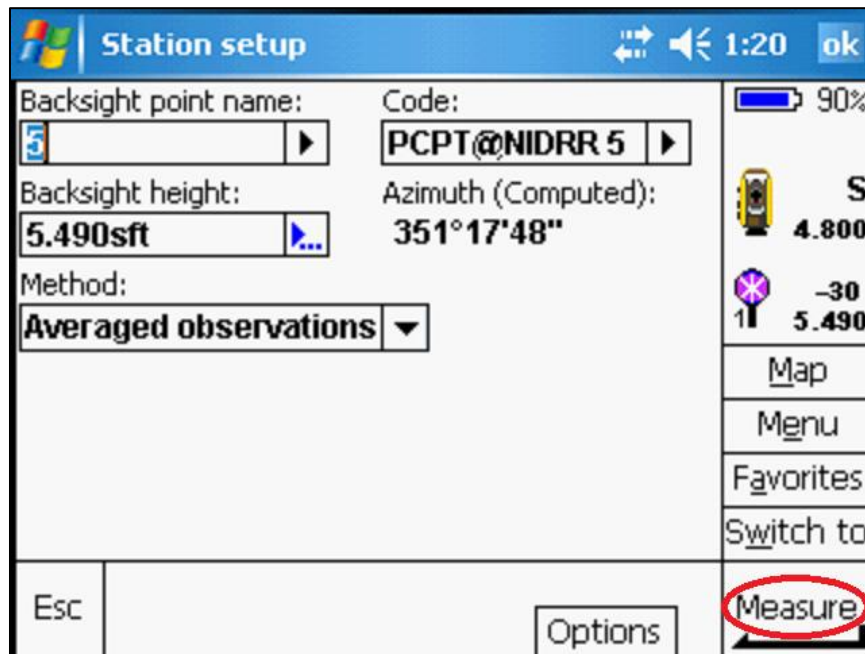 Station setup 1:20 ok
Backsight point name: Code:
5 PCPT@NIDRR 5
Backsight height: Azimuth (Computed):
5.490sft 351°17'48"
Method:
Averaged observations
90%
S
4.800
-30
1 5.490
Map
Menu
Favorites
Switch to
Esc Options Measure